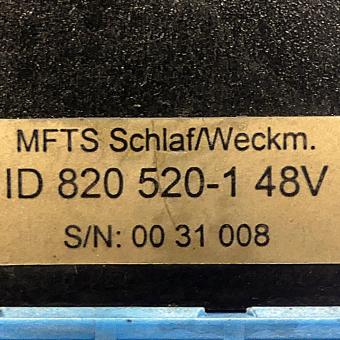 MFTS Schlaf/Weckm.
ID 820 520-1 48V
S/N: 00 31 008